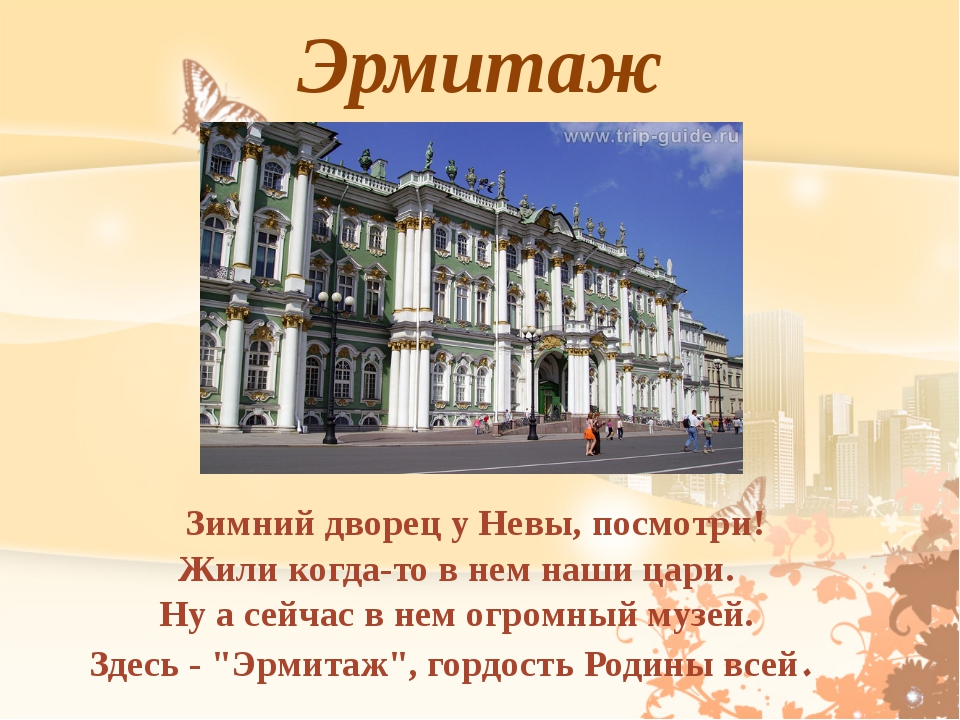 Эрмитаж
www.trip-guide.ru
Зимний дворец у Невы, посмотри!
Жили когда-то в нем наши цари.
Ну а сейчас в нем огромный музей.
Здесь - "Эрмитаж", гордость Родины всей.